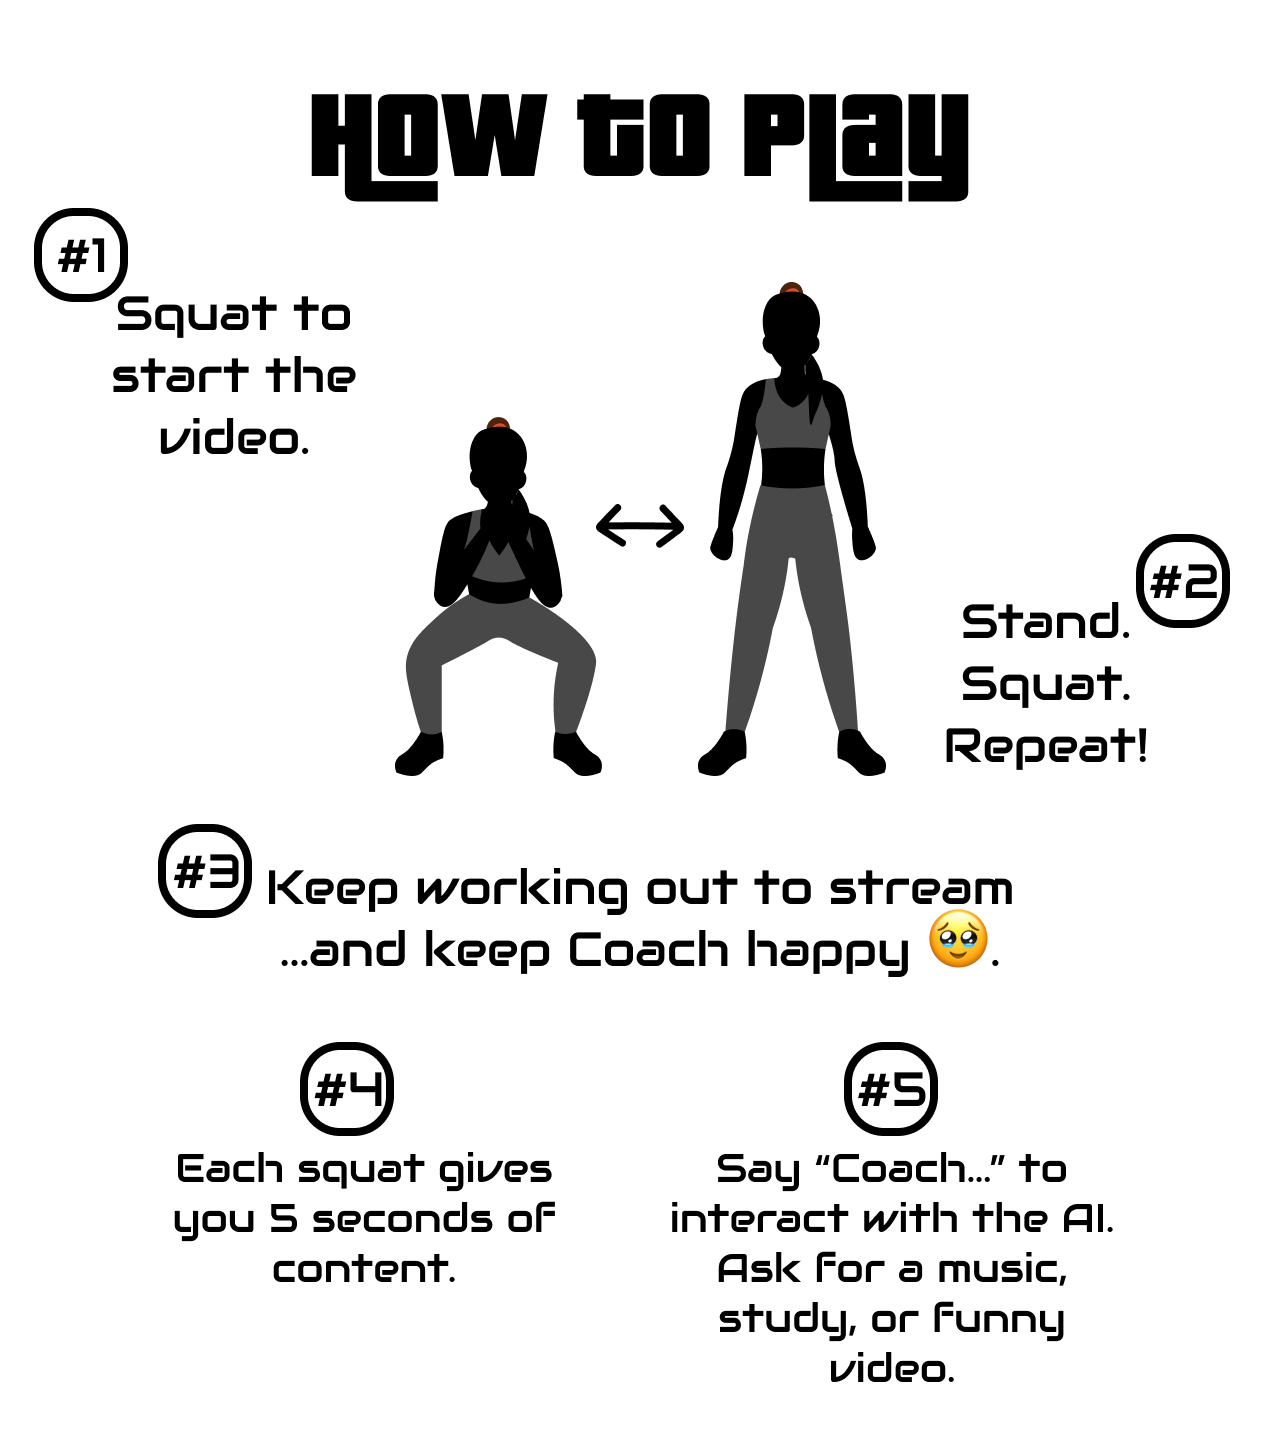 How to Play
#1
Squat to
start the
video.
#2
Stand.
Squat.
Repeat!
#3
Keep working out to stream
...and keep Coach happy 🥹.
#4
Each squat gives
you 5 seconds of
content.
#5
Say “Coach...” to
interact with the AI.
Ask for a music,
study, or funny
video.